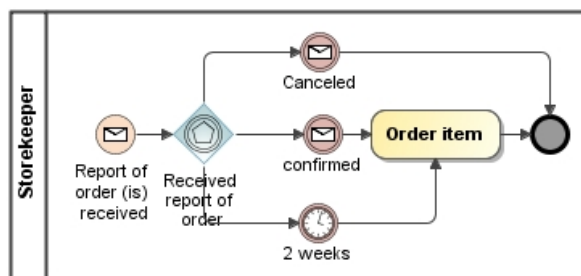 Storekeeper
Canceled
Order item
confirmed
Report of
order (is)
received
Received
report of
order
2 weeks